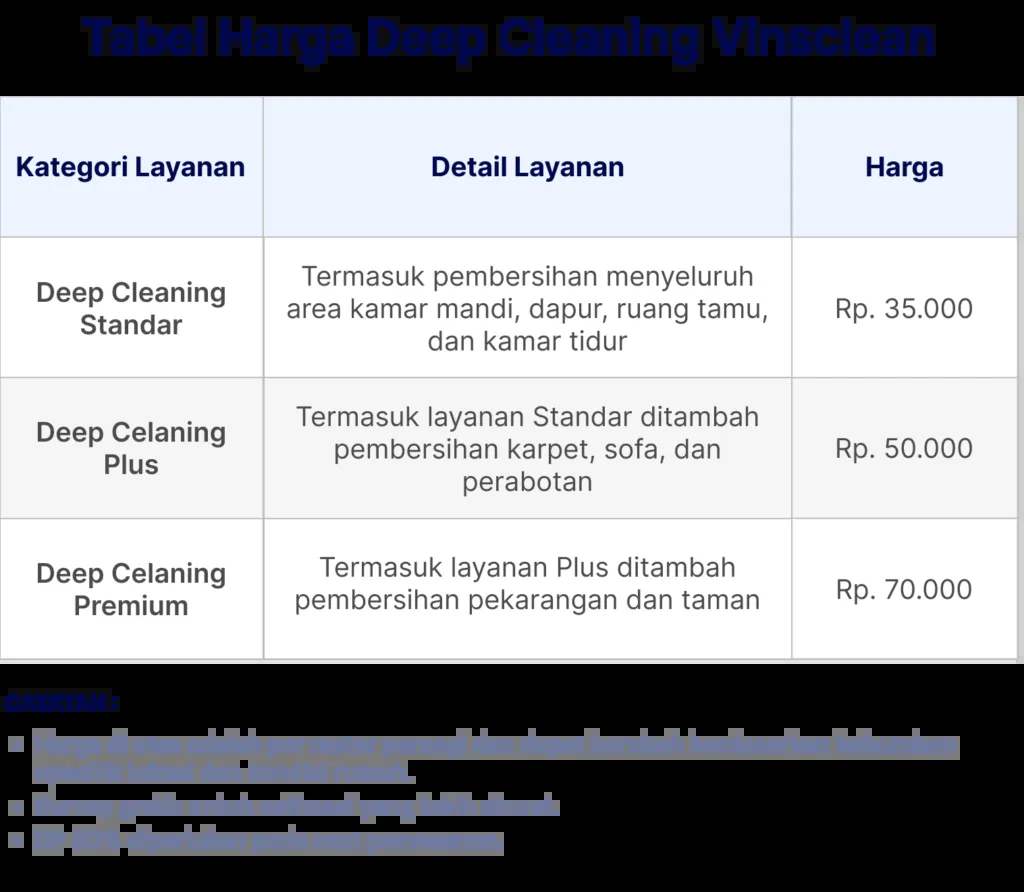 Tabel Harga Deep Cleaning Vinsclean
Kategori Layanan
Detail Layanan
Harga
Deep Cleaning
Standar
Termasuk pembersihan menyeluruh
area kamar mandi, dapur, ruang tamu,
dan kamar tidur
Rp. 35.000
Deep Celaning
Plus
Termasuk layanan Standar ditambah
pembersihan karpet, sofa, dan
perabotan
Rp. 50.000
Deep Celaning
Premium
Termasuk layanan Plus ditambah
pembersihan pekarangan dan taman
Rp. 70.000
CATATAN :
Harga di atas adalah per meter persegi dan dapat berubah berdasarkan kebutuhan
spesifik lokasi dan kondisi rumah.
Survey gratis untuk estimasi yang lebih akurat.
DP 50% diperlukan pada saat pemesanan.